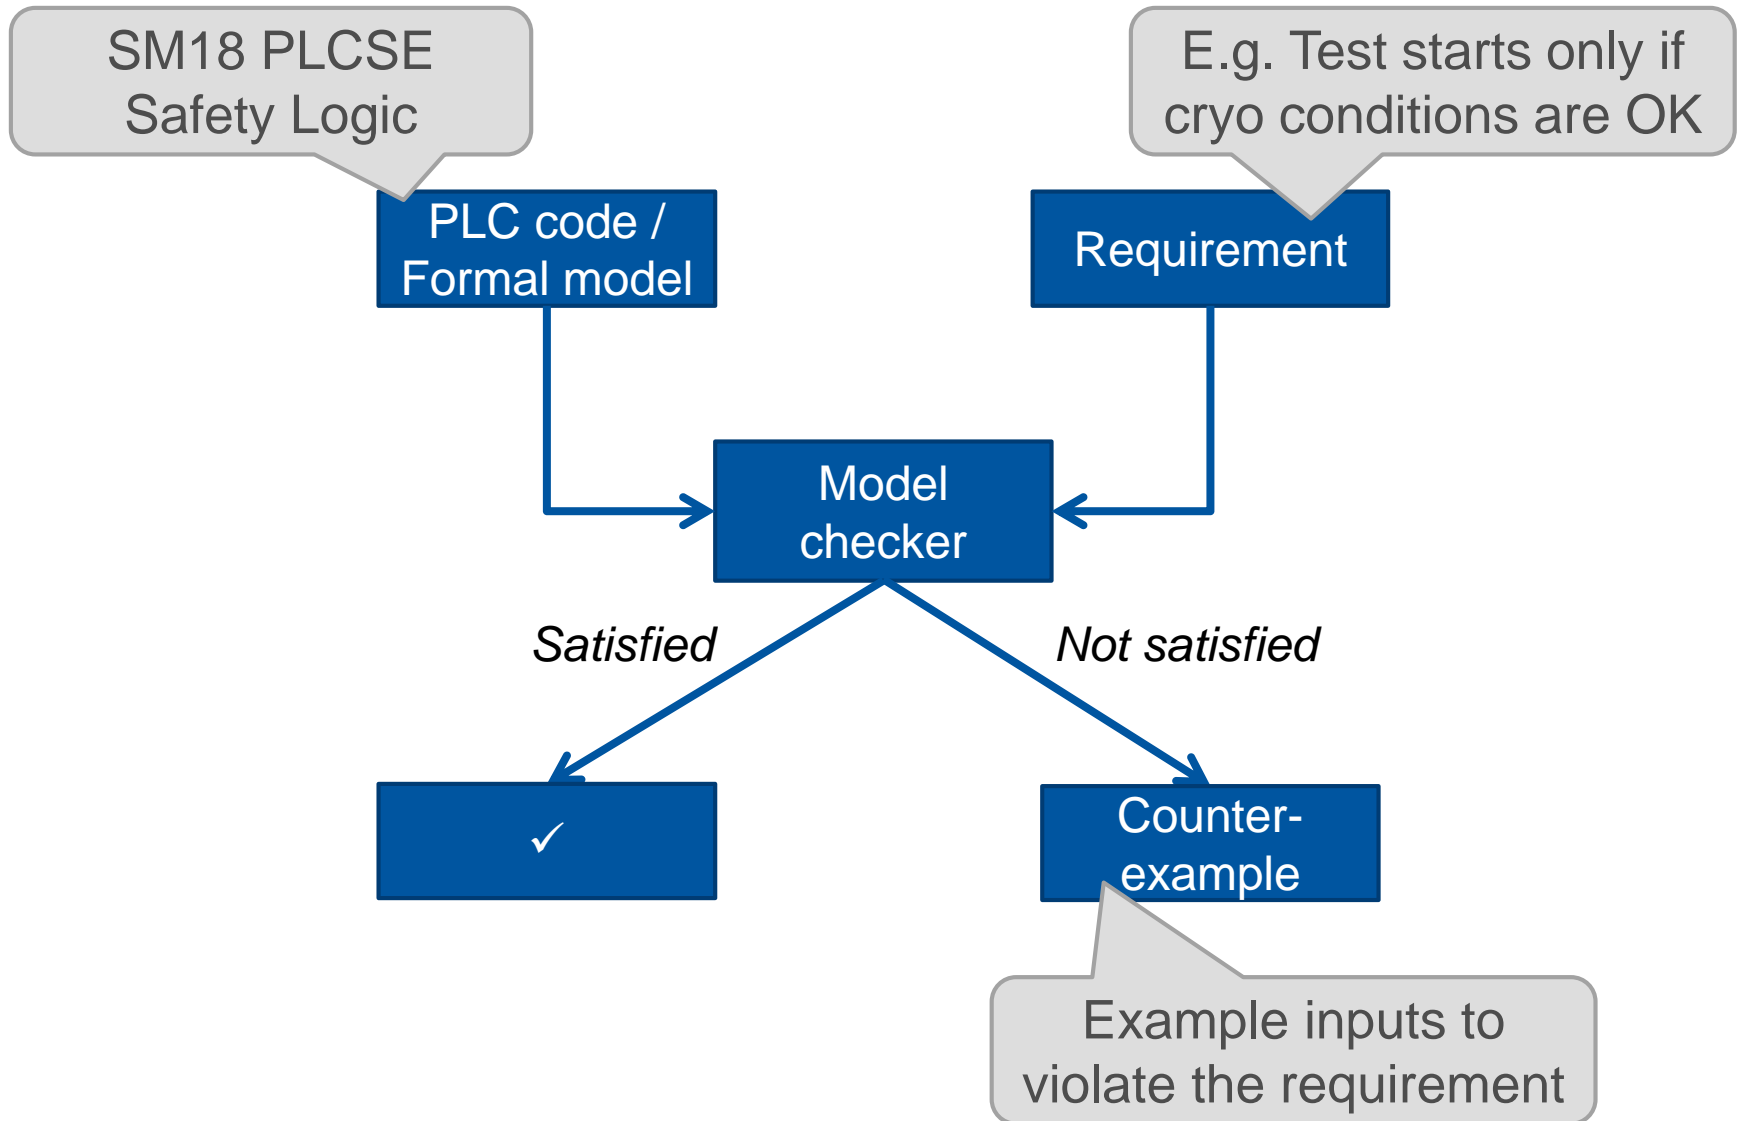 SM18 PLCSE
Safety Logic
E.g. Test starts only if
cryo conditions are OK
PLC code /
Formal model
Requirement
Model
checker
Satisfied
Not satisfied
✓
Counter-
example
Example inputs to
violate the requirement